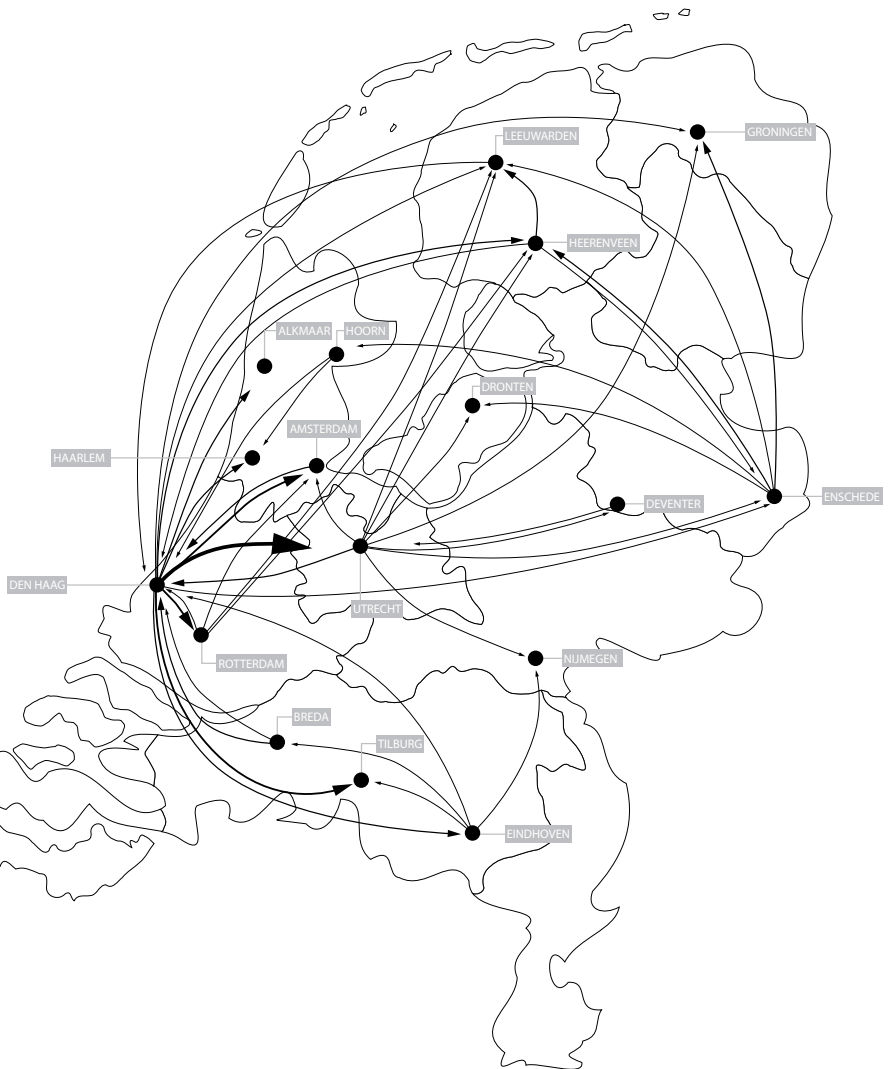 GRONINGEN
LEEUWARDEN
HEERENVEEN
ALKMAAR
HOORN
DRONTEN
AMSTERDAM
HAARLEM
ENSCHEDE
DEVENTER
DEN HAAG
UTRECHT
NIJMEGEN
ROTTERDAM
BREDA
TILBURG
EINDHOVEN